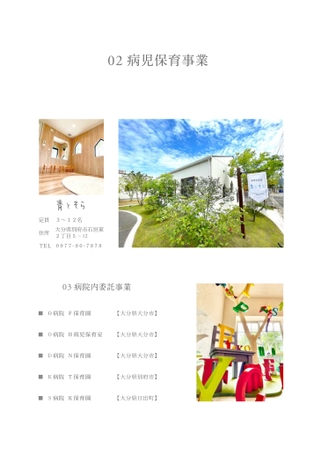 02 病児保育事業
青とそら
定員 3~12名
住所 大分県別府市石垣東
3丁目3-12
TEL 0977-80-7878
03 病院内委託事業
■ O病院 F保育園 【大分県大分市】
■ O病院 B病児保育室 【大分県大分市】
■ D病院 N保育園 【大分県大分市】
■ K病院 T保育園 【大分県別府市】
■ S病院 K保育園 【大分県日出町】